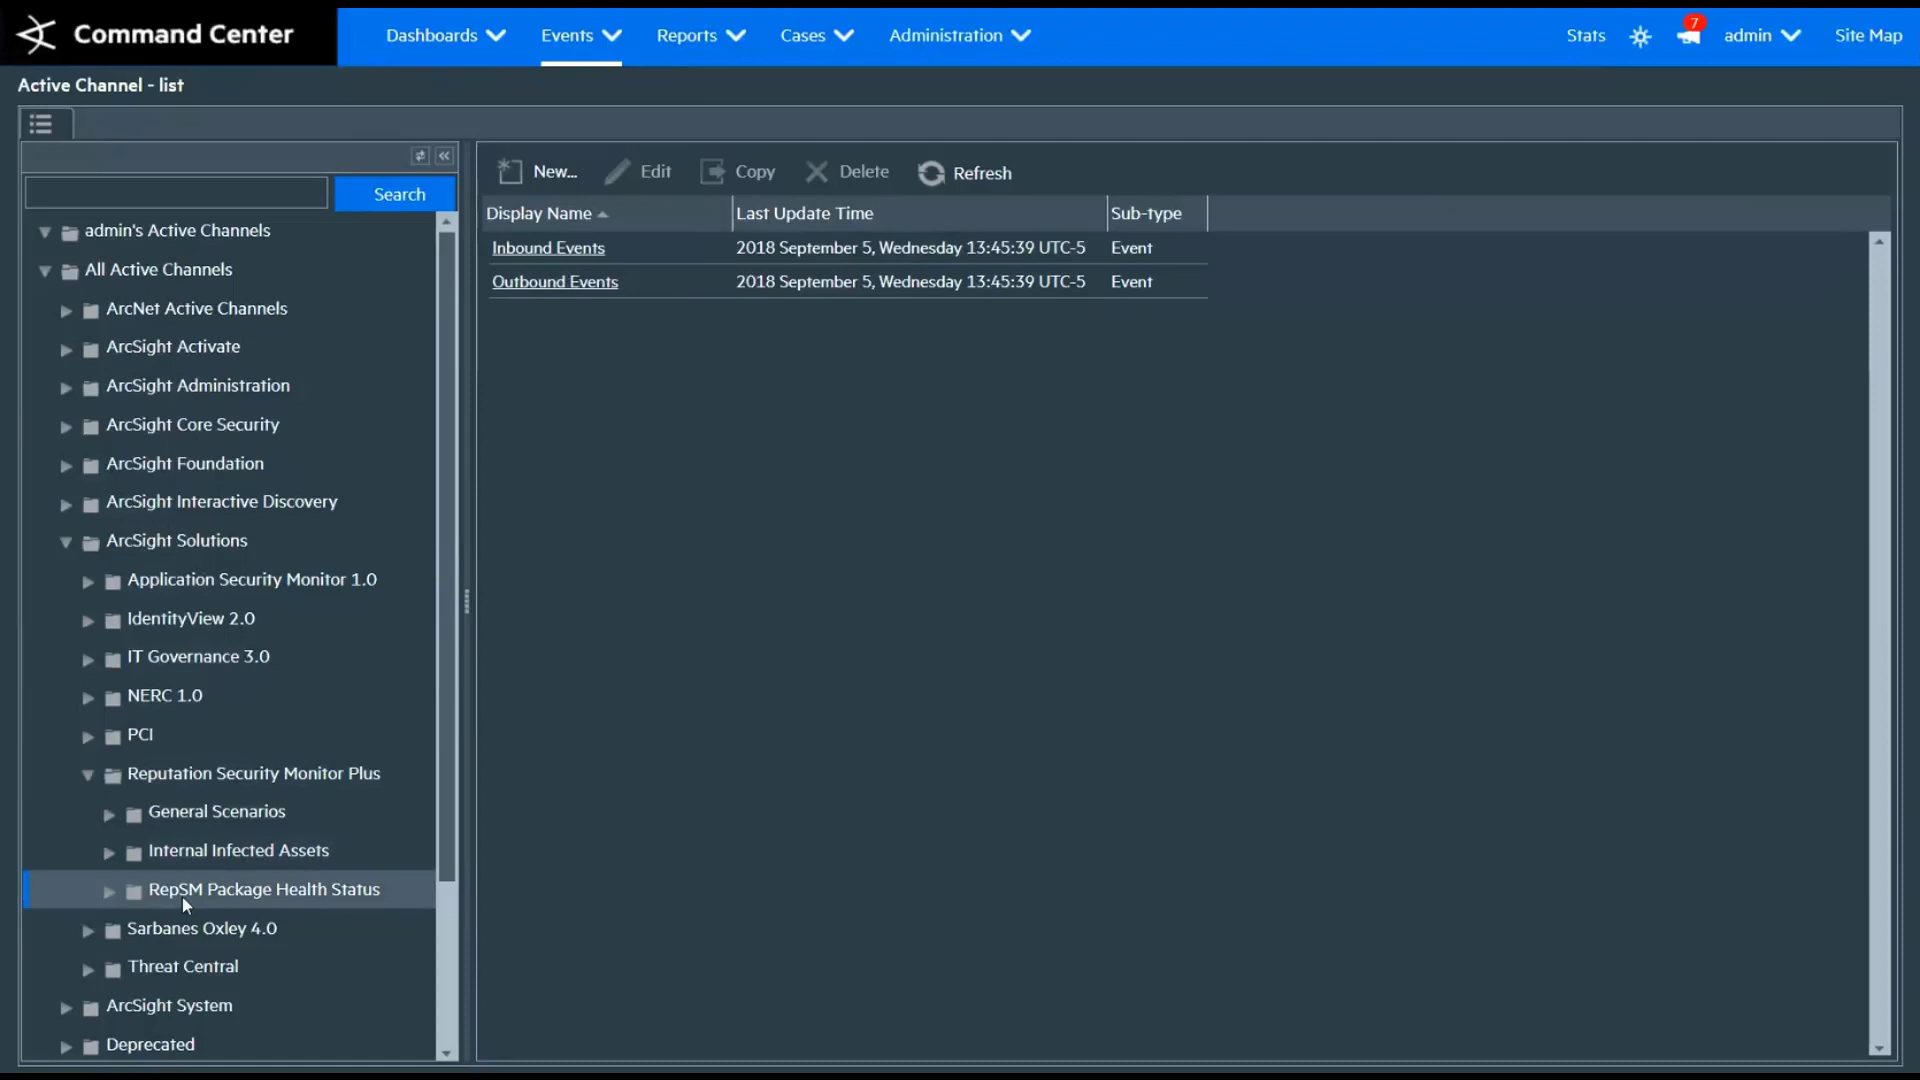 Command Center
Dashboards Events Reports Cases Administration Stats 7 admin Site Map
Active Channel - list
New... Edit Copy Delete Refresh
Search
Display Name Last Update Time Sub-type
Inbound Events 2018 September 5, Wednesday 13:45:39 UTC-5 Event
Outbound Events 2018 September 5, Wednesday 13:45:39 UTC-5 Event
admin's Active Channels
All Active Channels
ArcNet Active Channels
ArcSight Activate
ArcSight Administration
ArcSight Core Security
ArcSight Foundation
ArcSight Interactive Discovery
ArcSight Solutions
Application Security Monitor 1.0
IdentityView 2.0
IT Governance 3.0
NERC 1.0
PCI
Reputation Security Monitor Plus
General Scenarios
Internal Infected Assets
RepSM Package Health Status
Sarbanes Oxley 4.0
Threat Central
ArcSight System
Deprecated